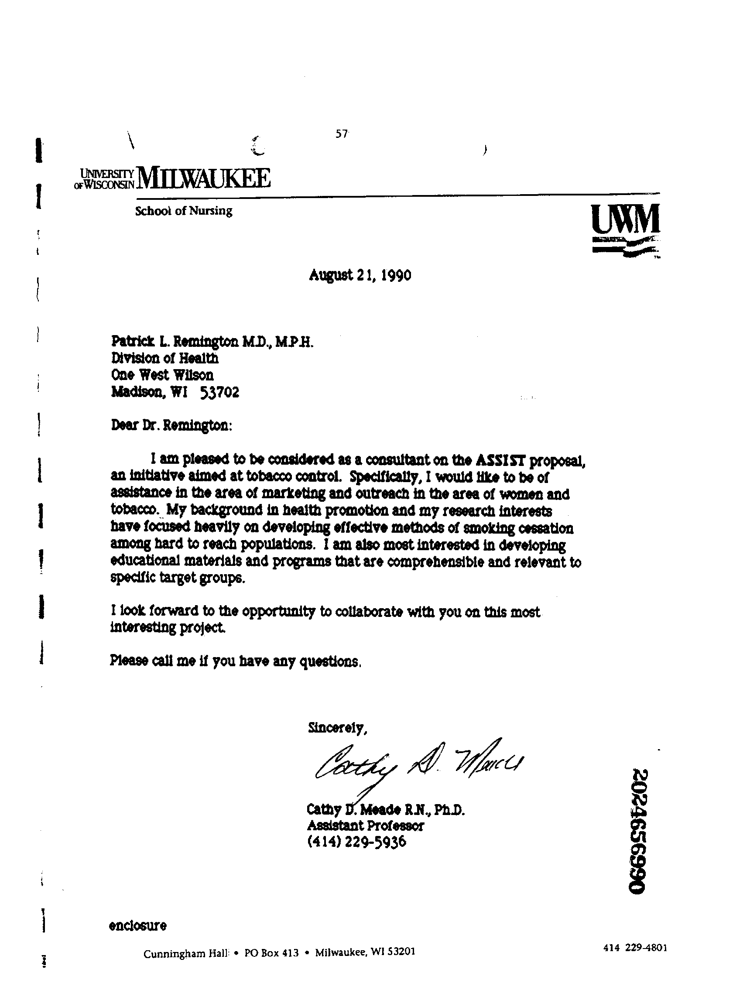 57
UNIVERSITY
OF WISCONSIN MILWAUKEE
School of Nursing
UWM
August 21, 1990
Patrick L. Remington M.D., M.P.H.
Division of Health
One West Wilson
Madison, WI 53702
Dear Dr. Remington:
I am pleased to be considered as a consultant on the ASSIST proposal,
an initiative aimed at tobacco control. Specifically, I would like to be of
assistance in the area of marketing and outreach in the area of women and
tobacco. My background in health promotion and my research interests
have focused heavily on developing effective methods of smoking cessation
among hard to reach populations. I am also most interested in developing
educational materials and programs that are comprehensible and relevant to
specific target groups.
I look forward to the opportunity to collaborate with you on this most
interesting project.
Please call me if you have any questions.
Sincerely,
Cathy D. Meade
Cathy D. Meade R.N., Ph.D.
Assistant Professor
(414) 229-5936
2024656990
enclosure
Cunningham Hall • PO Box 413 • Milwaukee, WI 53201
414 229-4801